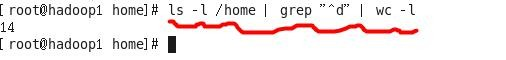 [ root@hadoop1 home]# ls -l /home | grep "^d" | wc -l
14
[ root@hadoop1 home]#